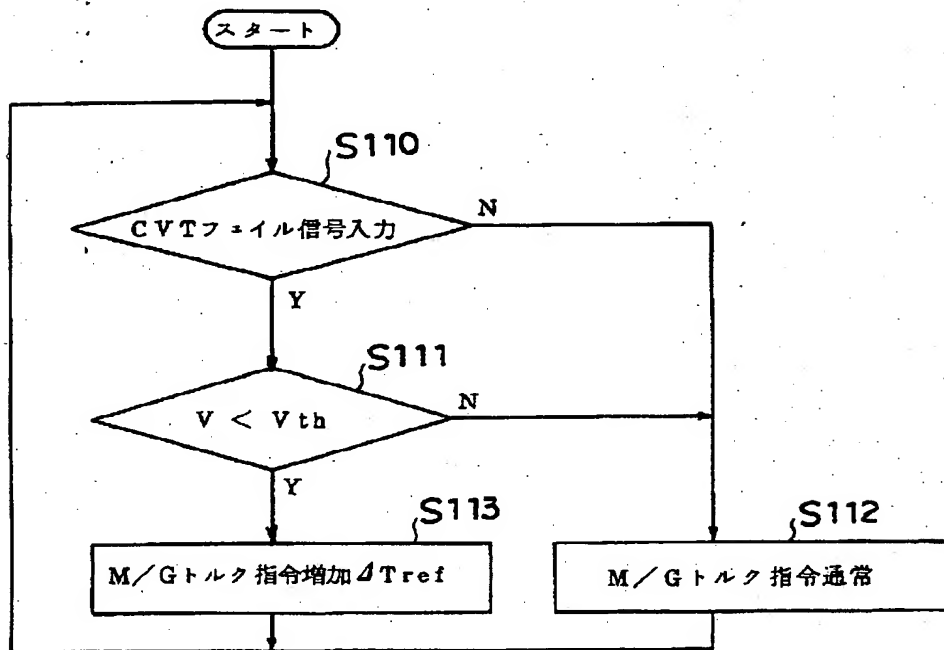 スタート
S110
CVTフェイル信号入力
N
Y
S111
V < Vth
N
Y
S113
M/Gトルク指令増加ΔTref
S112
M/Gトルク指令通常